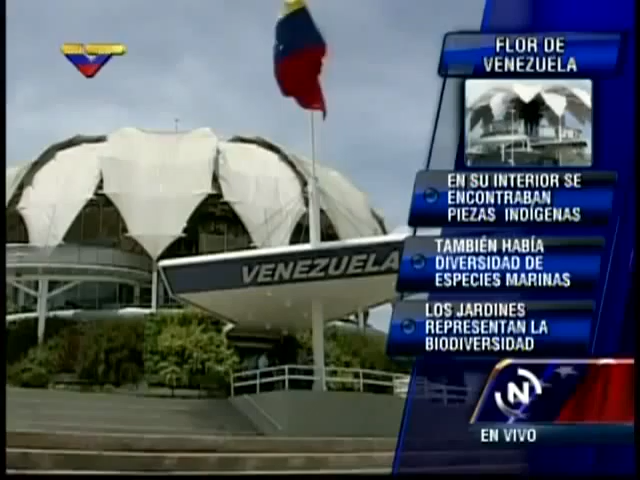 FLOR DE
VENEZUELA
EN SU INTERIOR SE
ENCONTRABAN
PIEZAS INDÍGENAS
VENEZUELA
TAMBIÉN HABÍA
DIVERSIDAD DE
ESPECIES MARINAS
LOS JARDINES
REPRESENTAN LA
BIODIVERSIDAD
N
EN VIVO